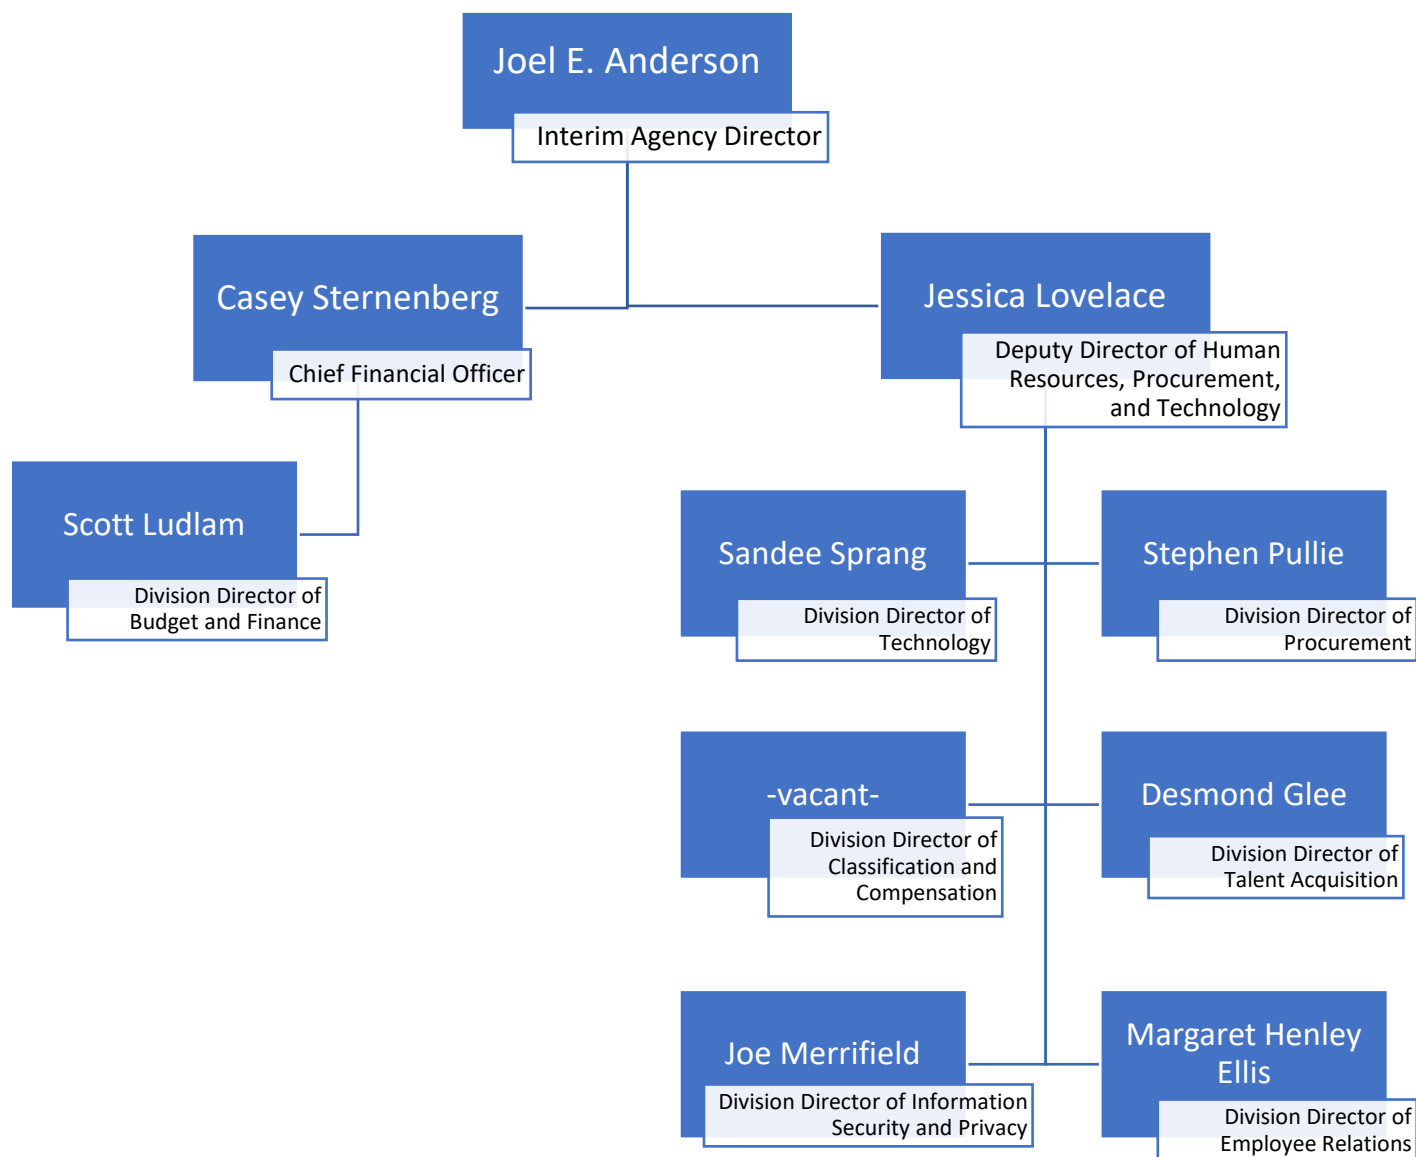 Joel E. Anderson
Interim Agency Director
Casey Sternenberg
Chief Financial Officer
Jessica Lovelace
Deputy Director of Human
Resources, Procurement,
and Technology
Scott Ludlam
Division Director of
Budget and Finance
Sandee Sprang
Division Director of
Technology
Stephen Pullie
Division Director of
Procurement
-vacant-
Division Director of
Classification and
Compensation
Desmond Glee
Division Director of
Talent Acquisition
Joe Merrifield
Division Director of Information
Security and Privacy
Margaret Henley
Ellis
Division Director of
Employee Relations